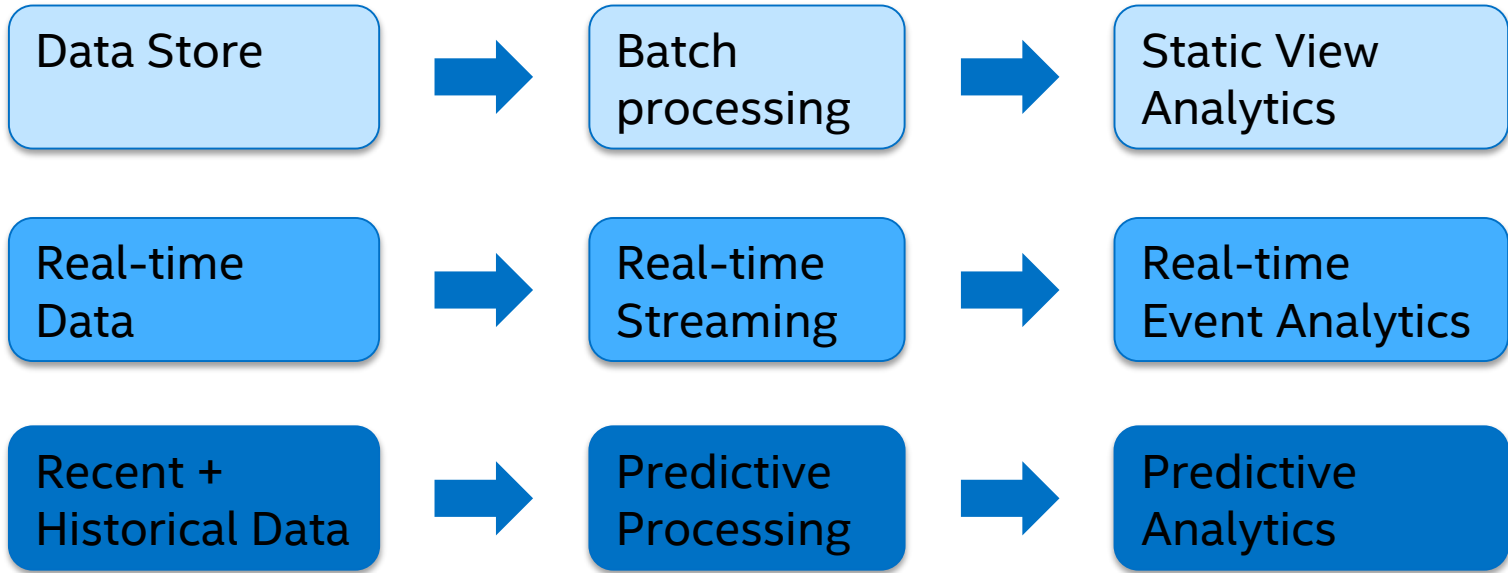 Data Store
Batch
processing
Static View
Analytics
Real-time
Data
Real-time
Streaming
Real-time
Event Analytics
Recent +
Historical Data
Predictive
Processing
Predictive
Analytics